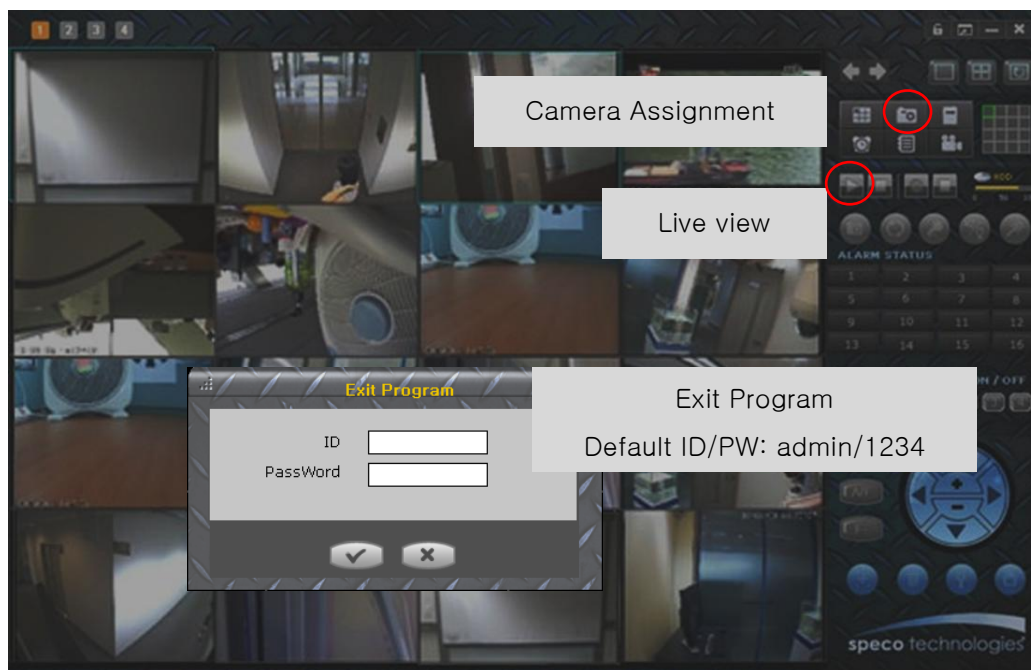 1 2 3 4
Camera Assignment
HDD
Live view
ALARM STATUS
1 2 3 4
5 6 7 8
9 10 11 12
13 14 15 16
Exit Program
ID
PassWord
Exit Program
Default ID/PW: admin/1234
/ OFF
speco technologies